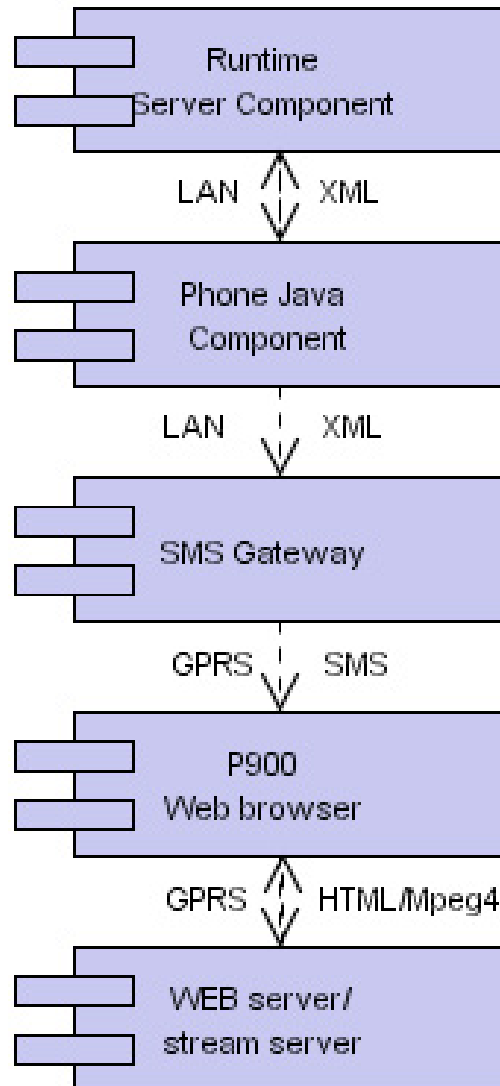 Runtime
Server Component
LAN XML
Phone Java
Component
LAN XML
SMS Gateway
GPRS SMS
P900
Web browser
GPRS HTML/Mpeg4
WEB server/
stream server